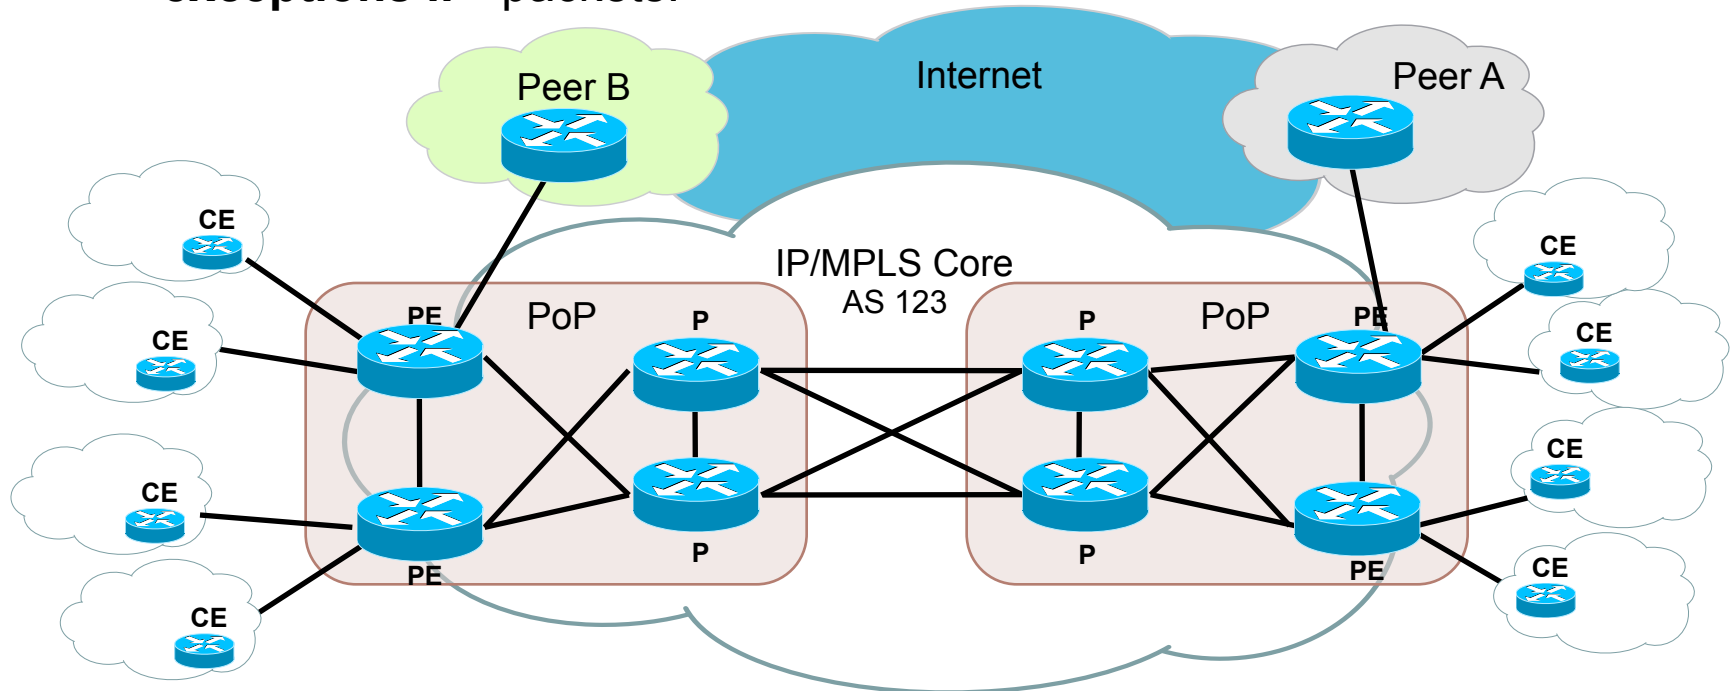 Peer B
Internet
Peer A
CE
CE
IP/MPLS Core
AS 123
PE
PoP
P
P
PoP
PE
CE
CE
CE
CE
P
P
PE
PE
CE
CE